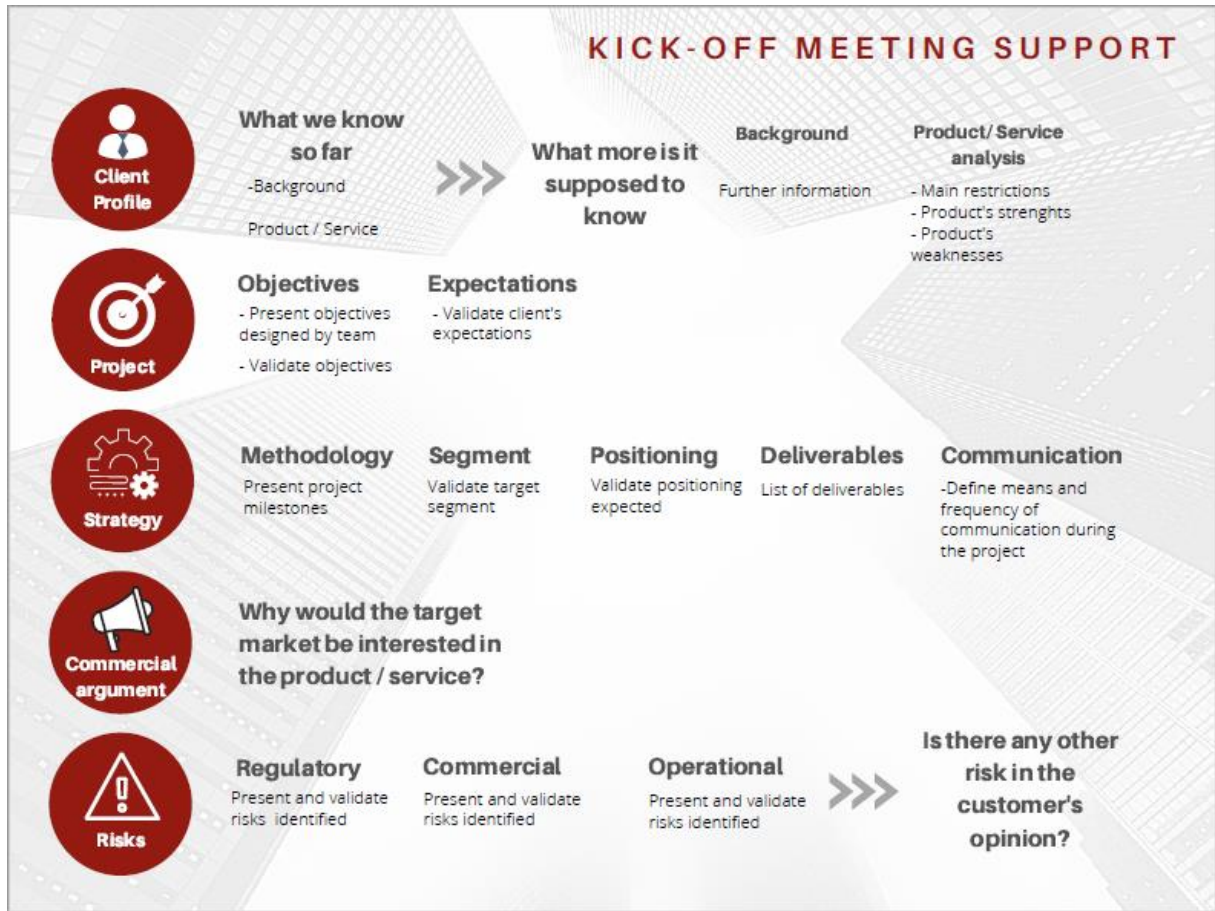 KICK-OFF MEETING SUPPORT
Client
Profile
What we know
so far
-Background
Product / Service
What more is it
supposed to
know
Background
Further information
Product/ Service
analysis
- Main restrictions
- Product's strenghts
- Product's
weaknesses
Project
Objectives
- Present objectives
designed by team
- Validate objectives
Expectations
- Validate client's
expectations
Strategy
Methodology
Present project
milestones
Segment
Validate target
segment
Positioning
Validate positioning
expected
Deliverables
List of deliverables
Communication
-Define means and
frequency of
communication during
the project
Commercial
argument
Why would the target
market be interested in
the product / service?
Risks
Regulatory
Present and validate
risks identified
Commercial
Present and validate
risks identified
Operational
Present and validate
risks identified
Is there any other
risk in the
customer's
opinion?